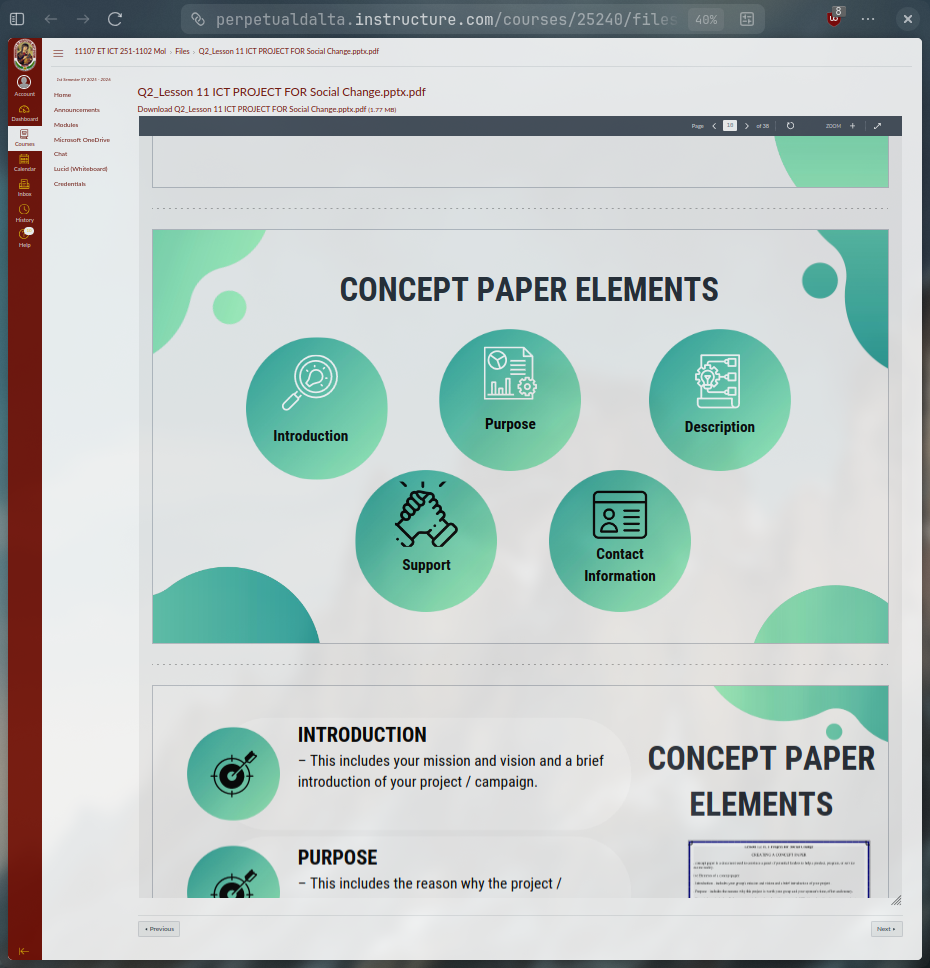 perpetualdalta.instructure.com/courses/25240/files
40%
8
11107 ET ICT 251-1102 Mol › Files › Q2_Lesson 11 ICT PROJECT FOR Social Change.pptx.pdf
1st Semester SY 2025 - 2026
Home
Announcements
Modules
Microsoft OneDrive
Chat
Lucid (Whiteboard)
Credentials
Account
Dashboard
Courses
Calendar
Inbox
History
Help
Q2_Lesson 11 ICT PROJECT FOR Social Change.pptx.pdf
Download Q2_Lesson 11 ICT PROJECT FOR Social Change.pptx.pdf (1.77 MB)
Page
10
of 38
ZOOM
CONCEPT PAPER ELEMENTS
Introduction
Purpose
Description
Support
Contact
Information
INTRODUCTION
– This includes your mission and vision and a brief
introduction of your project / campaign.
PURPOSE
– This includes the reason why the project /
CONCEPT PAPER
ELEMENTS
CREATING A CONCEPT PAPER
Previous
Next